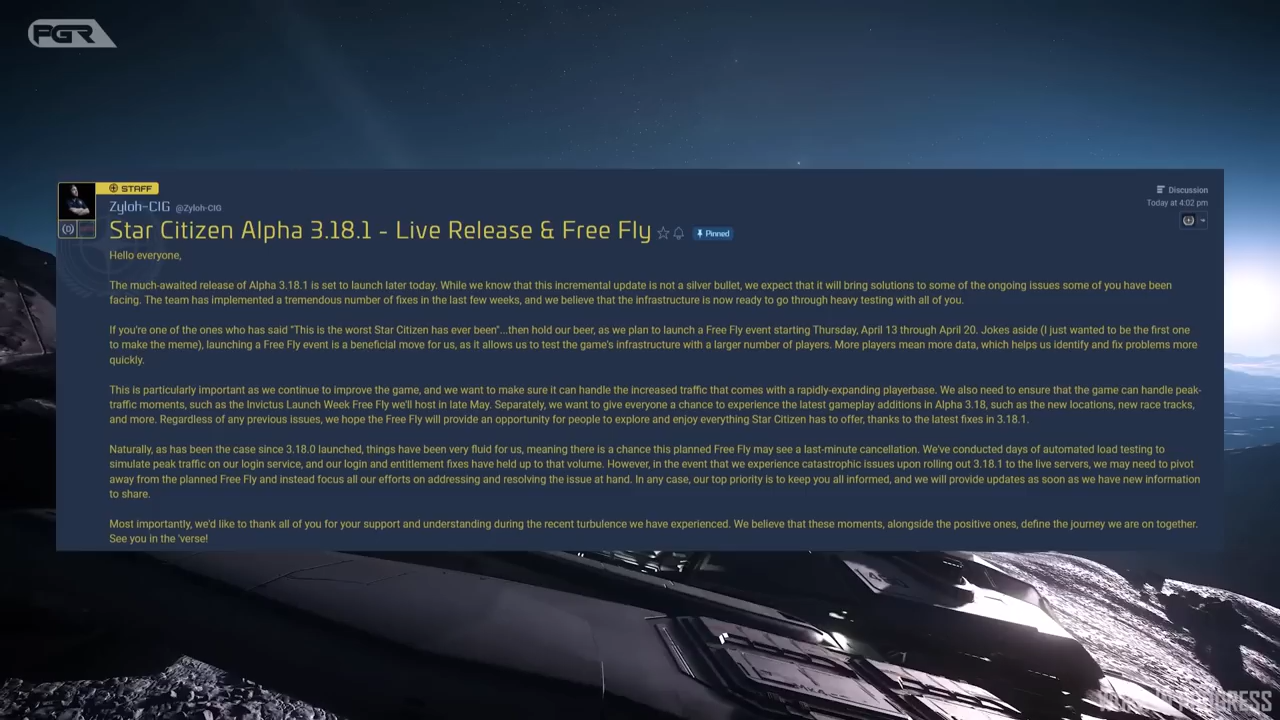 PGR
STAFF
Zyloh-CIG @Zyloh-CIG
Discussion
Today at 4:02 pm
Star Citizen Alpha 3.18.1 - Live Release & Free Fly
Pinned
Hello everyone,
The much-awaited release of Alpha 3.18.1 is set to launch later today. While we know that this incremental update is not a silver bullet, we expect that it will bring solutions to some of the ongoing issues some of you have been
facing. The team has implemented a tremendous number of fixes in the last few weeks, and we believe that the infrastructure is now ready to go through heavy testing with all of you.
If you're one of the ones who has said "This is the worst Star Citizen has ever been"...then hold our beer, as we plan to launch a Free Fly event starting Thursday, April 13 through April 20. Jokes aside (I just wanted to be the first one
to make the meme), launching a Free Fly event is a beneficial move for us, as it allows us to test the game's infrastructure with a larger number of players. More players mean more data, which helps us identify and fix problems more
quickly.
This is particularly important as we continue to improve the game, and we want to make sure it can handle the increased traffic that comes with a rapidly-expanding playerbase. We also need to ensure that the game can handle peak-
traffic moments, such as the Invictus Launch Week Free Fly we'll host in late May. Separately, we want to give everyone a chance to experience the latest gameplay additions in Alpha 3.18, such as the new locations, new race tracks,
and more. Regardless of any previous issues, we hope the Free Fly will provide an opportunity for people to explore and enjoy everything Star Citizen has to offer, thanks to the latest fixes in 3.18.1.
Naturally, as has been the case since 3.18.0 launched, things have been very fluid for us, meaning there is a chance this planned Free Fly may see a last-minute cancellation. We've conducted days of automated load testing to
simulate peak traffic on our login service, and our login and entitlement fixes have held up to that volume. However, in the event that we experience catastrophic issues upon rolling out 3.18.1 to the live servers, we may need to pivot
away from the planned Free Fly and instead focus all our efforts on addressing and resolving the issue at hand. In any case, our top priority is to keep you all informed, and we will provide updates as soon as we have new information
to share.
Most importantly, we'd like to thank all of you for your support and understanding during the recent turbulence we have experienced. We believe that these moments, alongside the positive ones, define the journey we are on together.
See you in the 'verse!